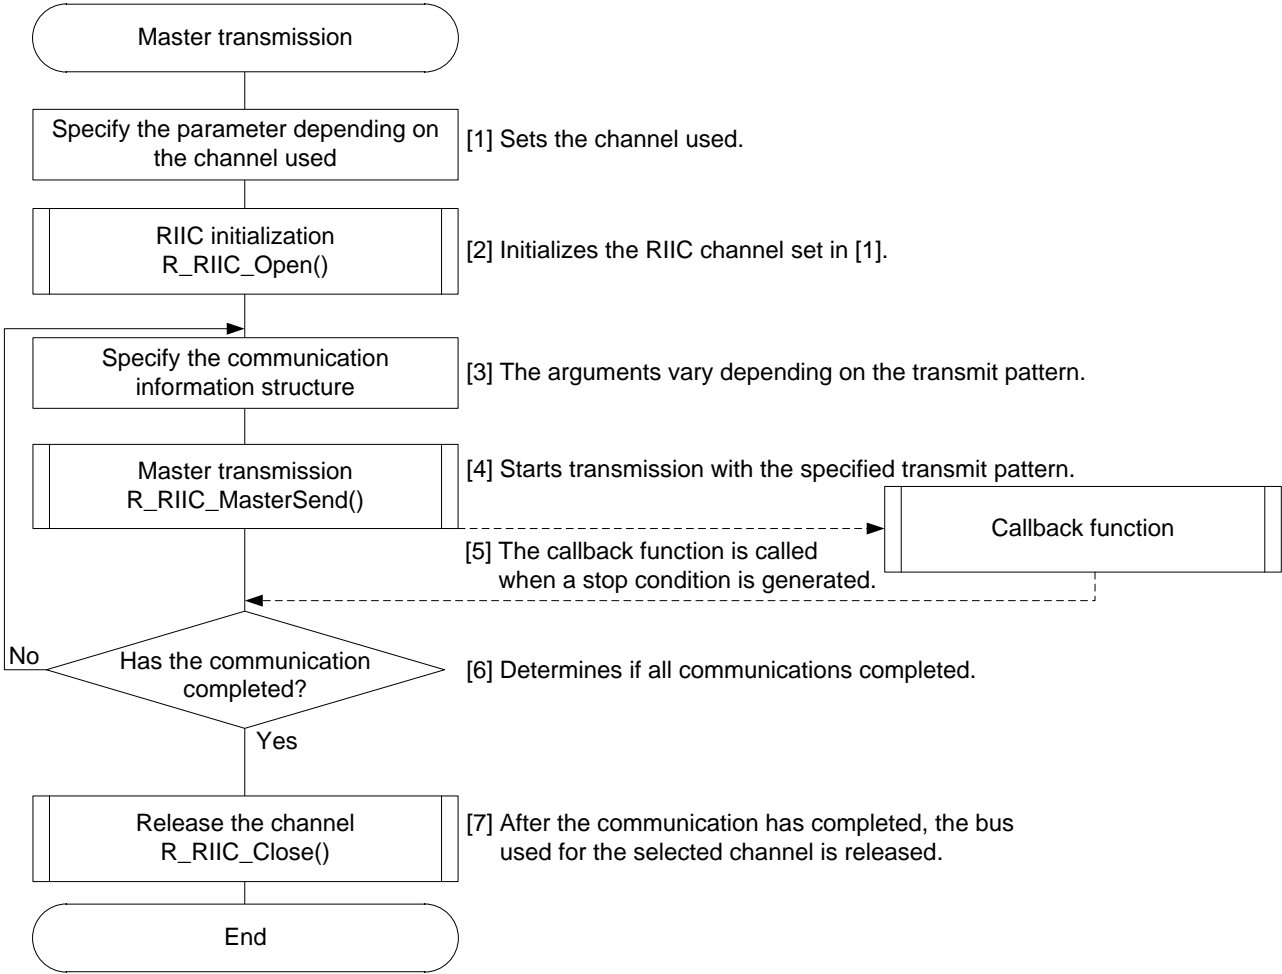 Master transmission
Specify the parameter depending on
the channel used
[1] Sets the channel used.
RIIC initialization
R_RIIC_Open()
[2] Initializes the RIIC channel set in [1].
Specify the communication
information structure
[3] The arguments vary depending on the transmit pattern.
Master transmission
R_RIIC_MasterSend()
[4] Starts transmission with the specified transmit pattern.
Callback function
[5] The callback function is called
when a stop condition is generated.
No
Has the communication
completed?
[6] Determines if all communications completed.
Yes
Release the channel
R_RIIC_Close()
[7] After the communication has completed, the bus
used for the selected channel is released.
End